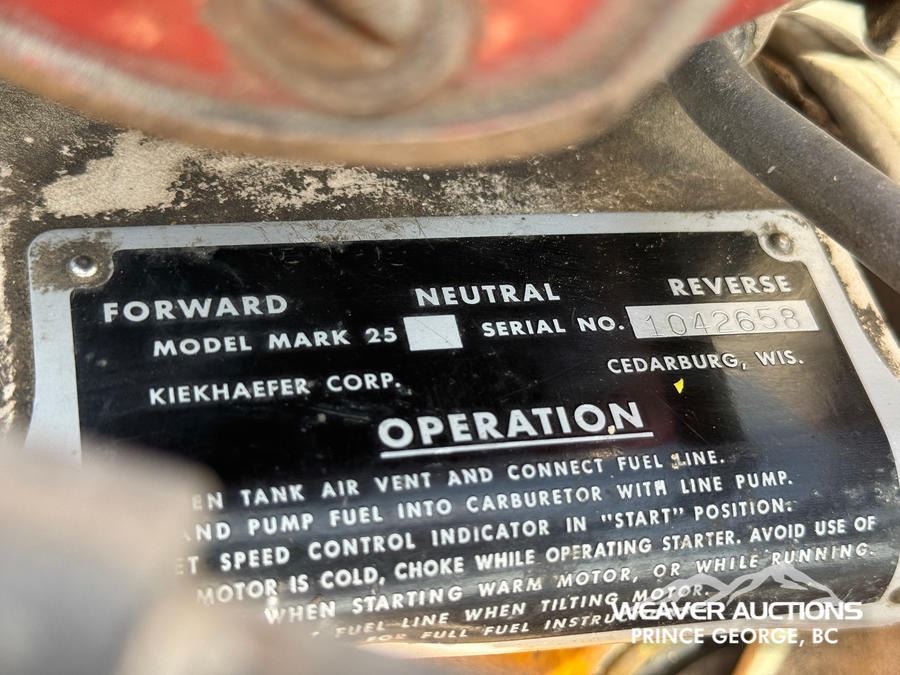 FORWARD NEUTRAL REVERSE
MODEL MARK 25 SERIAL NO. 1042658
KIEKHAEFER CORP. CEDARBURG, WIS.
OPERATION
TANK AIR VENT AND CONNECT FUEL LINE.
PUMP FUEL INTO CARBURETOR WITH LINE PUMP.
SPEED CONTROL INDICATOR IN "START" POSITION.
MOTOR IS COLD, CHOKE WHILE OPERATING STARTER. AVOID USE OF
WHEN STARTING WARM MOTOR, OR WHILE RUNNING.
FUEL LINE WHEN TILTING MOTOR.
FOR FULL FUEL
WEAVER AUCTIONS
PRINCE GEORGE, BC